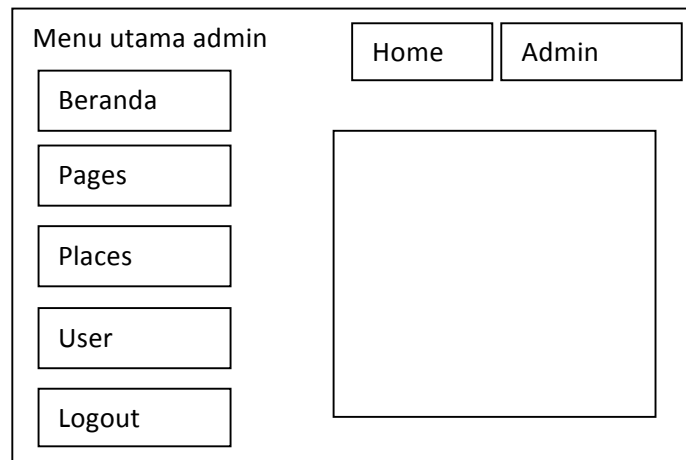 Menu utama admin
Home
Admin
Beranda
Pages
Places
User
Logout